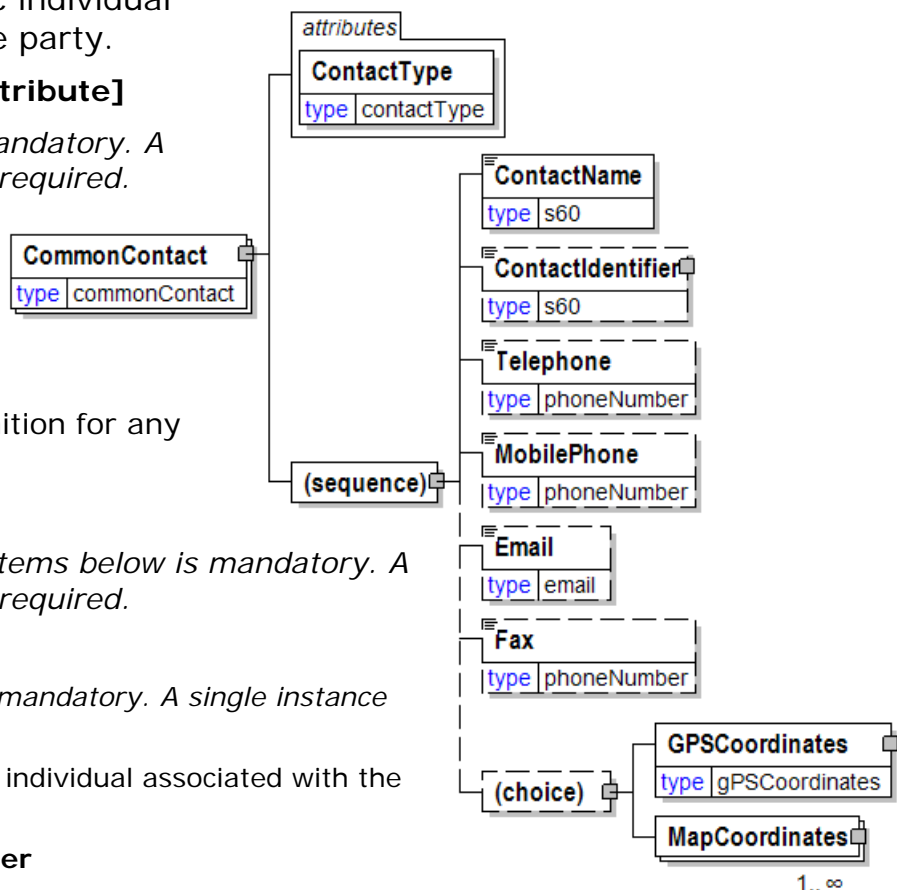 individual
party.
attributes
ContactType
type contactType
tribute]
andatory. A
required.
ContactName
type s60
CommonContact
type commonContact
ContactIdentifier
type s60
Telephone
type phoneNumber
ition for any
MobilePhone
type phoneNumber
(sequence)
Email
type email
tems below is mandatory. A
required.
Fax
type phoneNumber
mandatory. A single instance
GPSCoordinates
type gPSCoordinates
individual associated with the
(choice)
MapCoordinates
er
1..∞